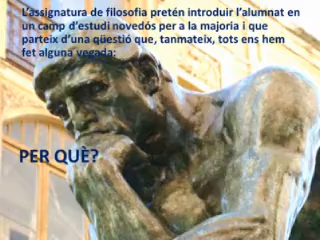 L'assignatura de filosofia pretén introduir l'alumnat en
un camp d'estudi novedós per a la majoria i que
parteix d'una qüestió que, tanmateix, tots ens hem
fet alguna vegada:
PER QUÈ?